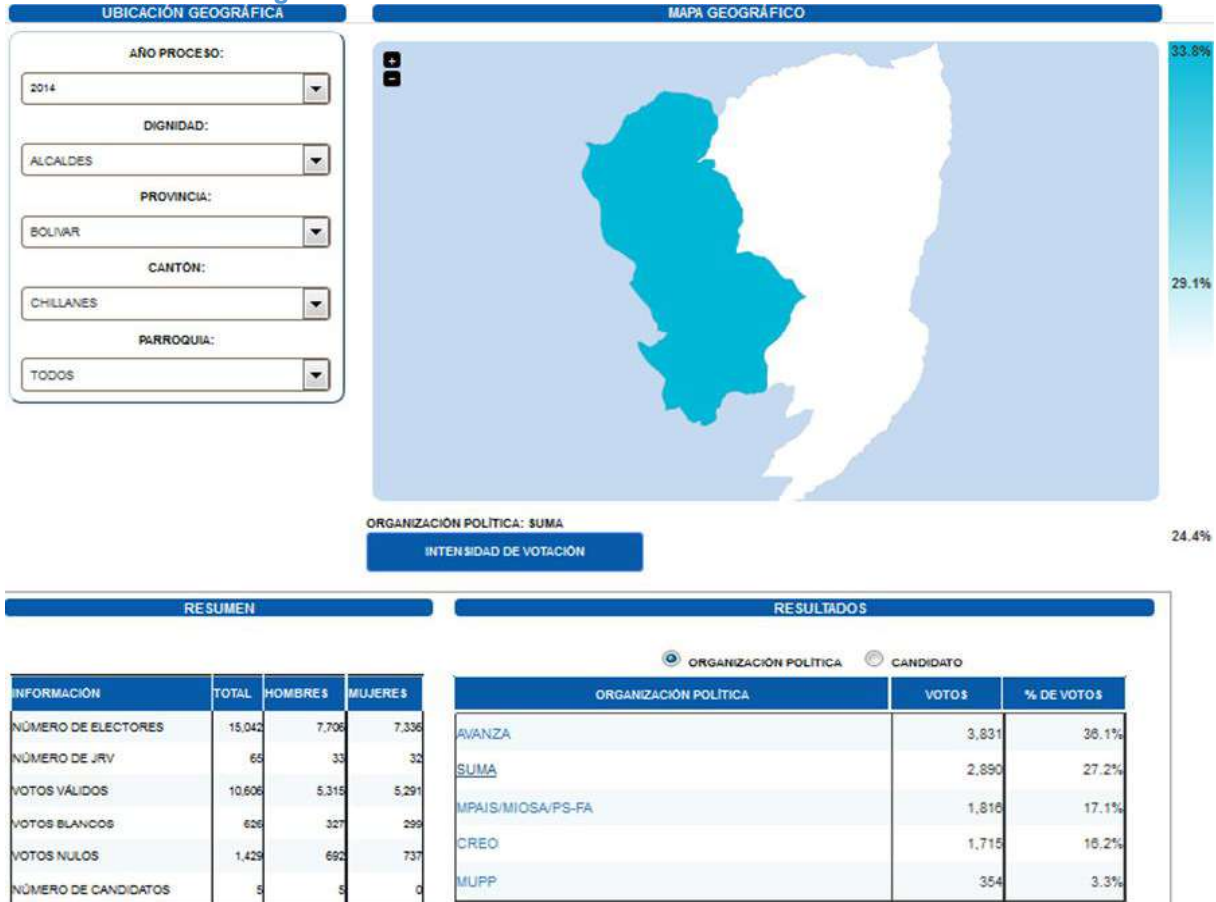 UBICACIÓN GEOGRÁFICA
AÑO PROCESO:
2014
DIGNIDAD:
ALCALDES
PROVINCIA:
BOLIVAR
CANTÓN:
CHILLANES
PARROQUIA:
TODOS
MAPA GEOGRÁFICO
+
-
33.8%
29.1%
24.4%
ORGANIZACIÓN POLÍTICA: SUMA
INTENSIDAD DE VOTACIÓN
RESUMEN
INFORMACIÓN TOTAL HOMBRES MUJERES
NÚMERO DE ELECTORES 15,042 7,706 7,336
NÚMERO DE JRV 65 33 32
VOTOS VÁLIDOS 10,606 5,315 5,291
VOTOS BLANCOS 626 327 299
VOTOS NULOS 1,429 692 737
NÚMERO DE CANDIDATOS 5 5 0
RESULTADOS
ORGANIZACIÓN POLÍTICA CANDIDATO
ORGANIZACIÓN POLÍTICA VOTOS % DE VOTOS
AVANZA 3,831 36.1%
SUMA 2,890 27.2%
MPAIS/MIOSA/PS-FA 1,816 17.1%
CREO 1,715 16.2%
MUPP 354 3.3%